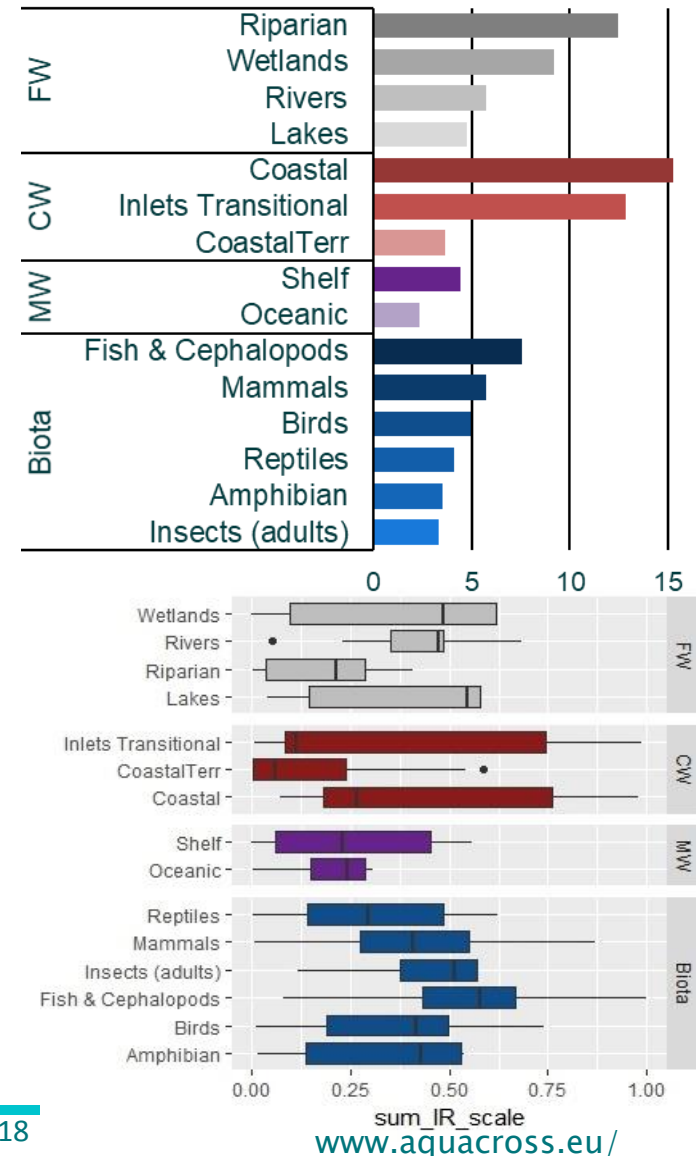 FW
Riparian
Wetlands
Rivers
Lakes
CW
Coastal
Inlets Transitional
CoastalTerr
MW
Shelf
Oceanic
Biota
Fish & Cephalopods
Mammals
Birds
Reptiles
Amphibian
Insects (adults)
0 5 10 15
Wetlands
Rivers
Riparian
Lakes
FW
Inlets Transitional
CoastalTerr
Coastal
CW
Shelf
Oceanic
MW
Reptiles
Mammals
Insects (adults)
Fish & Cephalopods
Birds
Amphibian
Biota
0.00 0.25 0.50 0.75 1.00
sum_IR_scale
18
www.aquacross.eu/